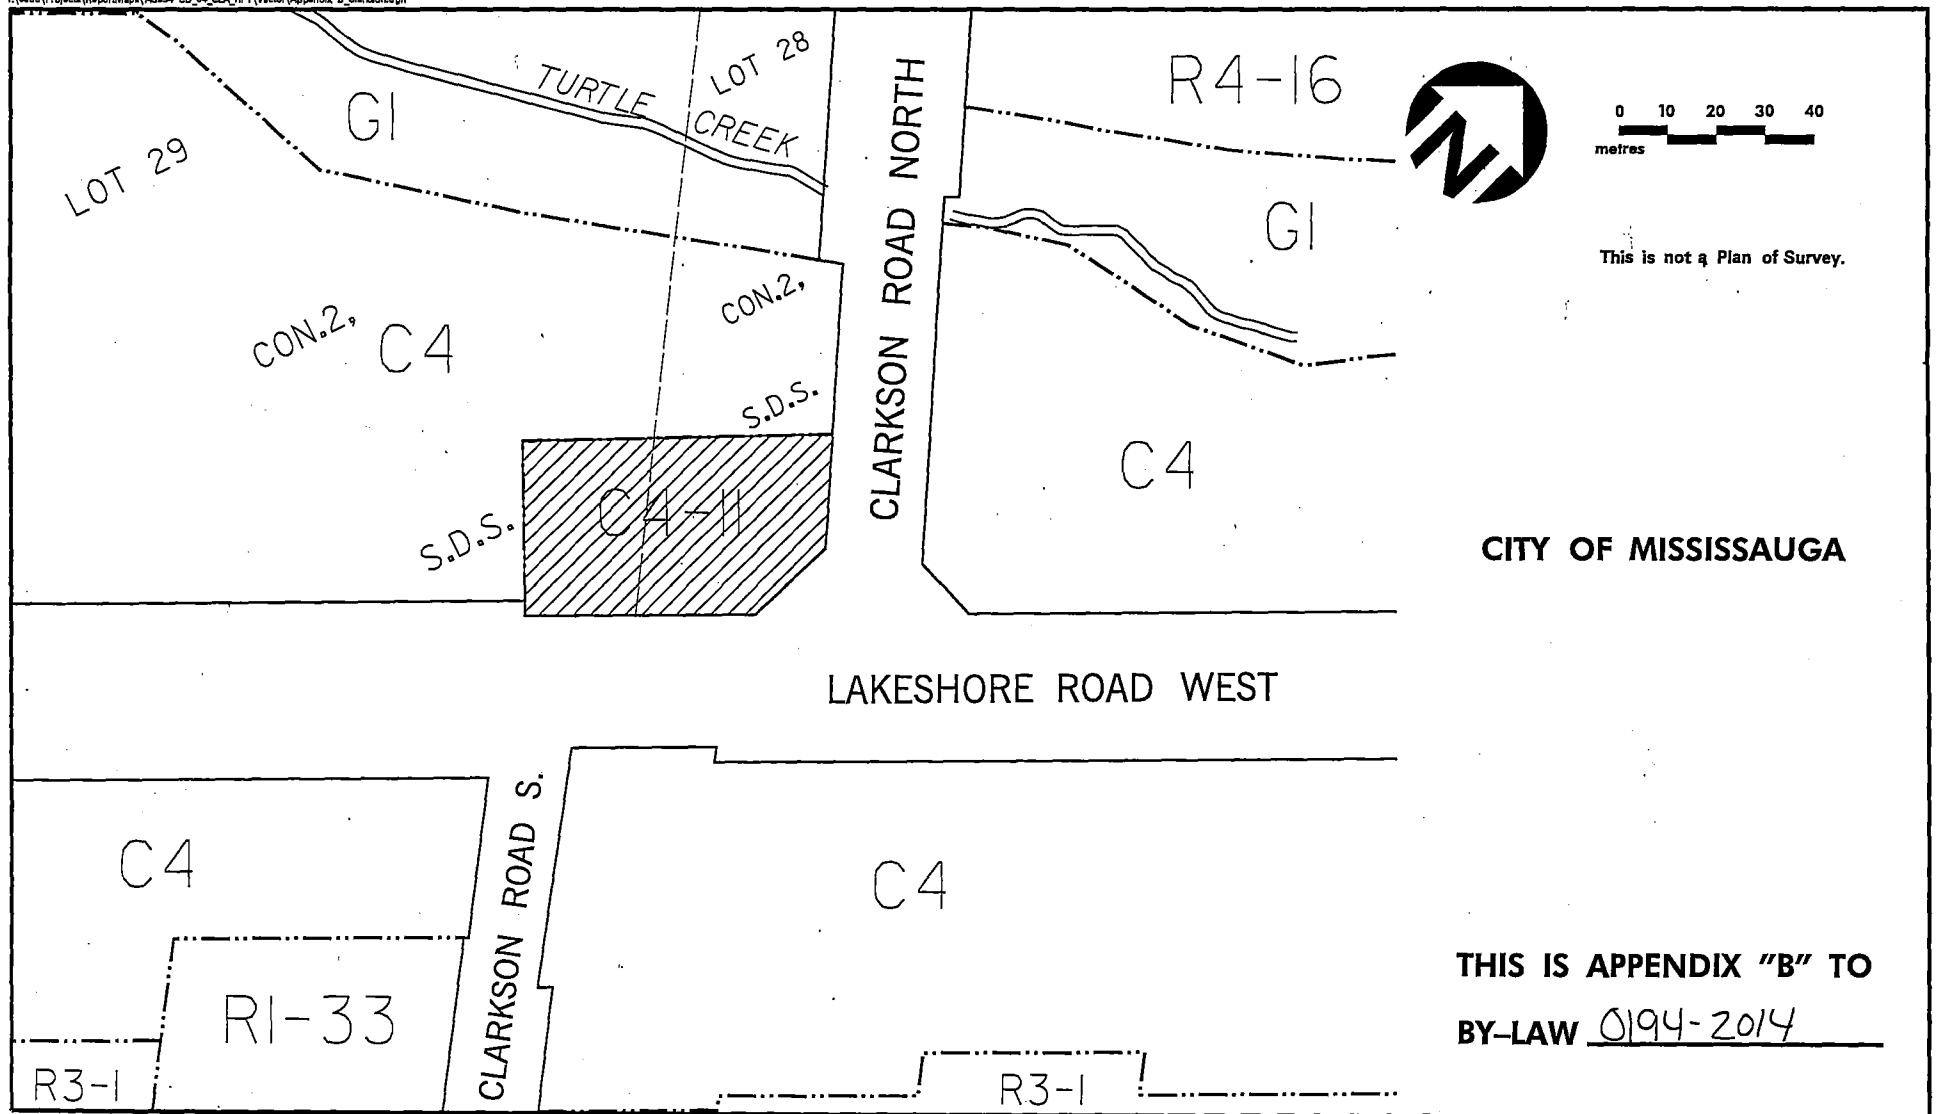 LOT 28
R4-16
TURTLE
CREEK
G1
LOT 29
N
0 10 20 30 40
metres
G1
This is not a Plan of Survey.
CLARKSON ROAD NORTH
CON.2,
CON.2,
C4
S.D.S.
C4
C4-11
S.D.S.
CITY OF MISSISSAUGA
LAKESHORE ROAD WEST
CLARKSON ROAD S.
C4
C4
R1-33
R3-1
R3-1
THIS IS APPENDIX "B" TO
BY-LAW 0194-2014